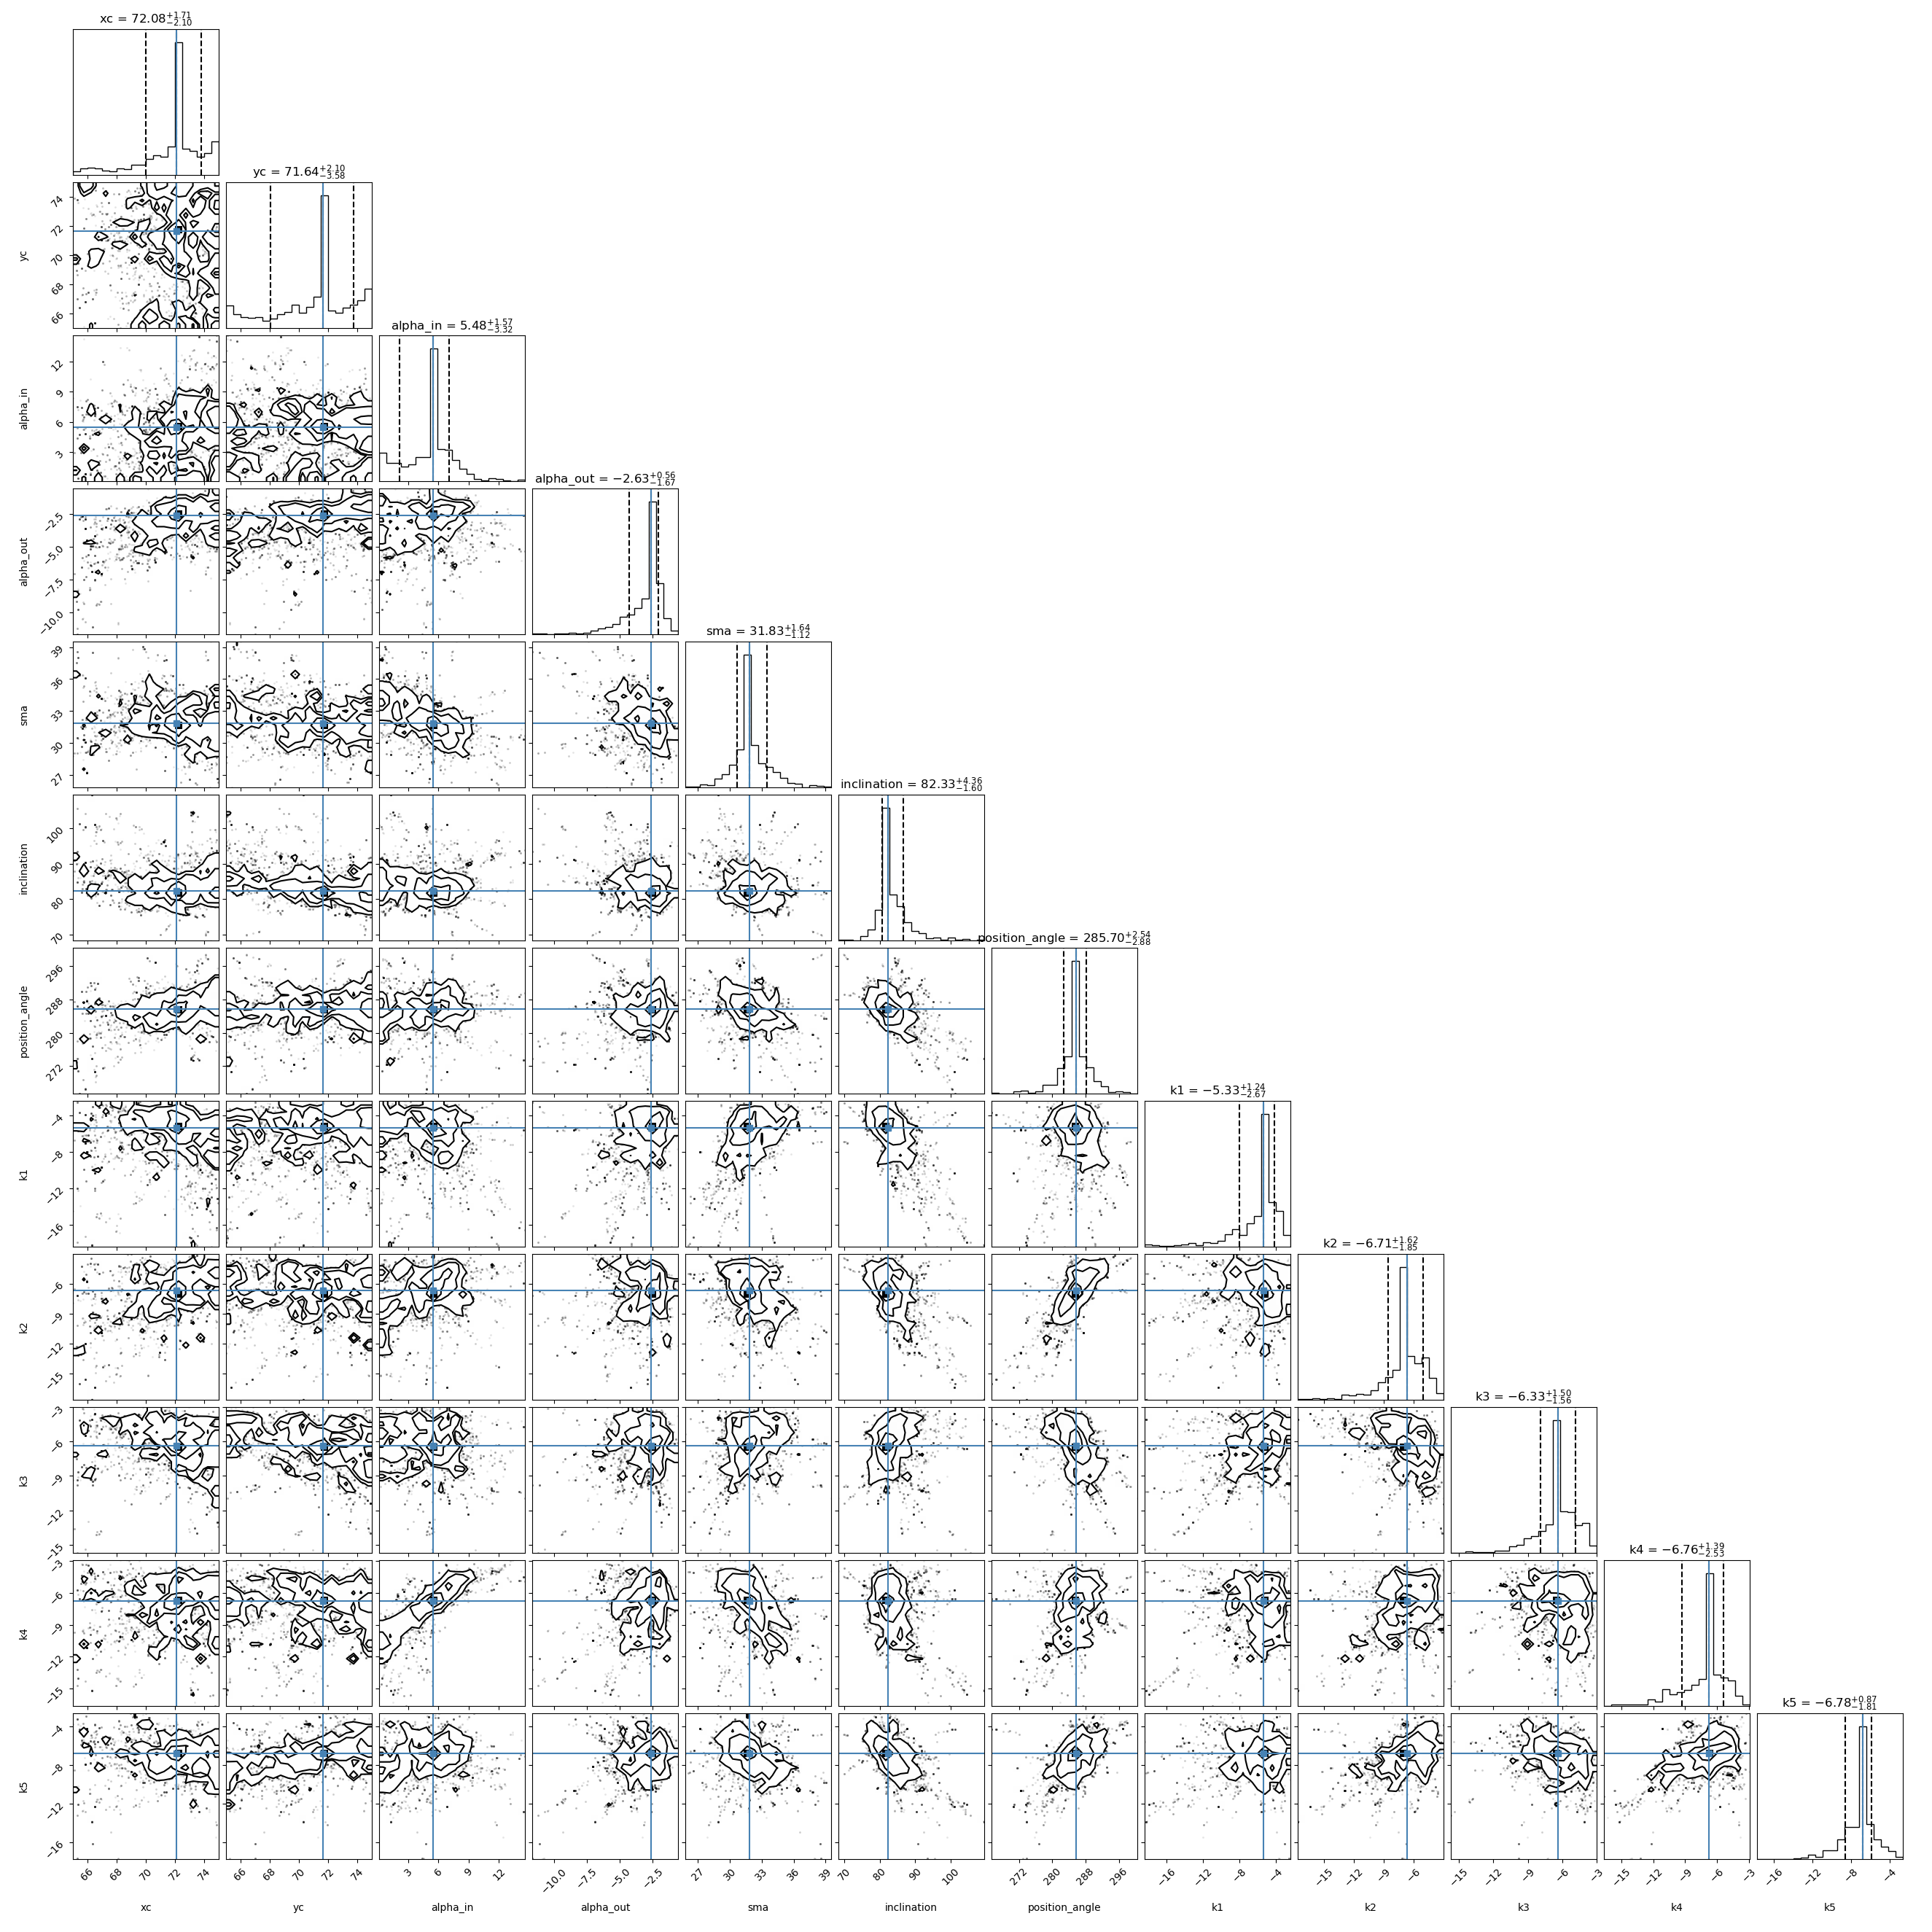 xc = 72.08+1.71−2.10
yc = 71.64+2.10−3.58
74
72
70
68
66
yc
alpha_in = 5.48+1.57−3.32
12
9
6
3
alpha_in
alpha_out = −2.63+0.56−1.67
−2.5
−5.0
−7.5
−10.0
alpha_out
sma = 31.83+1.64−1.12
39
36
33
30
27
sma
inclination = 82.33+4.36−1.60
100
90
80
70
inclination
position_angle = 285.70+2.54−2.88
296
288
280
272
position_angle
k1 = −5.33+1.24−2.67
−4
−8
−12
−16
k1
k2 = −6.71+1.62−1.85
−6
−9
−12
−15
k2
k3 = −6.33+1.50−1.56
−3
−6
−9
−12
−15
k3
k4 = −6.76+1.39−2.53
−3
−6
−9
−12
−15
k4
k5 = −6.78+0.87−1.81
−4
−8
−12
−16
k5
66 68 70 72 74 66 68 70 72 74 3 6 9 12 −10.0 −7.5 −5.0 −2.5 27 30 33 36 39 70 80 90 100 272 280 288 296 −16 −12 −8 −4 −15 −12 −9 −6 −15 −12 −9 −6 −3 −15 −12 −9 −6 −3 −16 −12 −8 −4
xc yc alpha_in alpha_out sma inclination position_angle k1 k2 k3 k4 k5